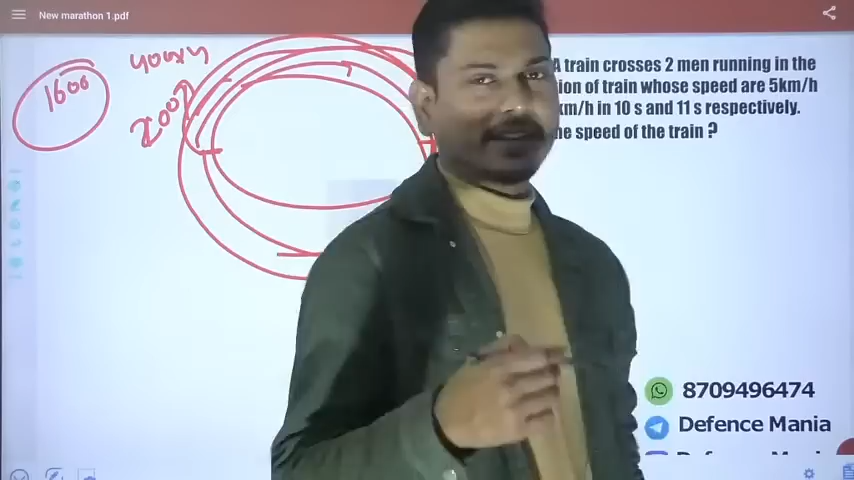 New marathon 1.pdf
A train crosses 2 men running in the
ion of train whose speed are 5km/h
km/h in 10 s and 11 s respectively.
he speed of the train ?
1600
400
200
8709496474
Defence Mania